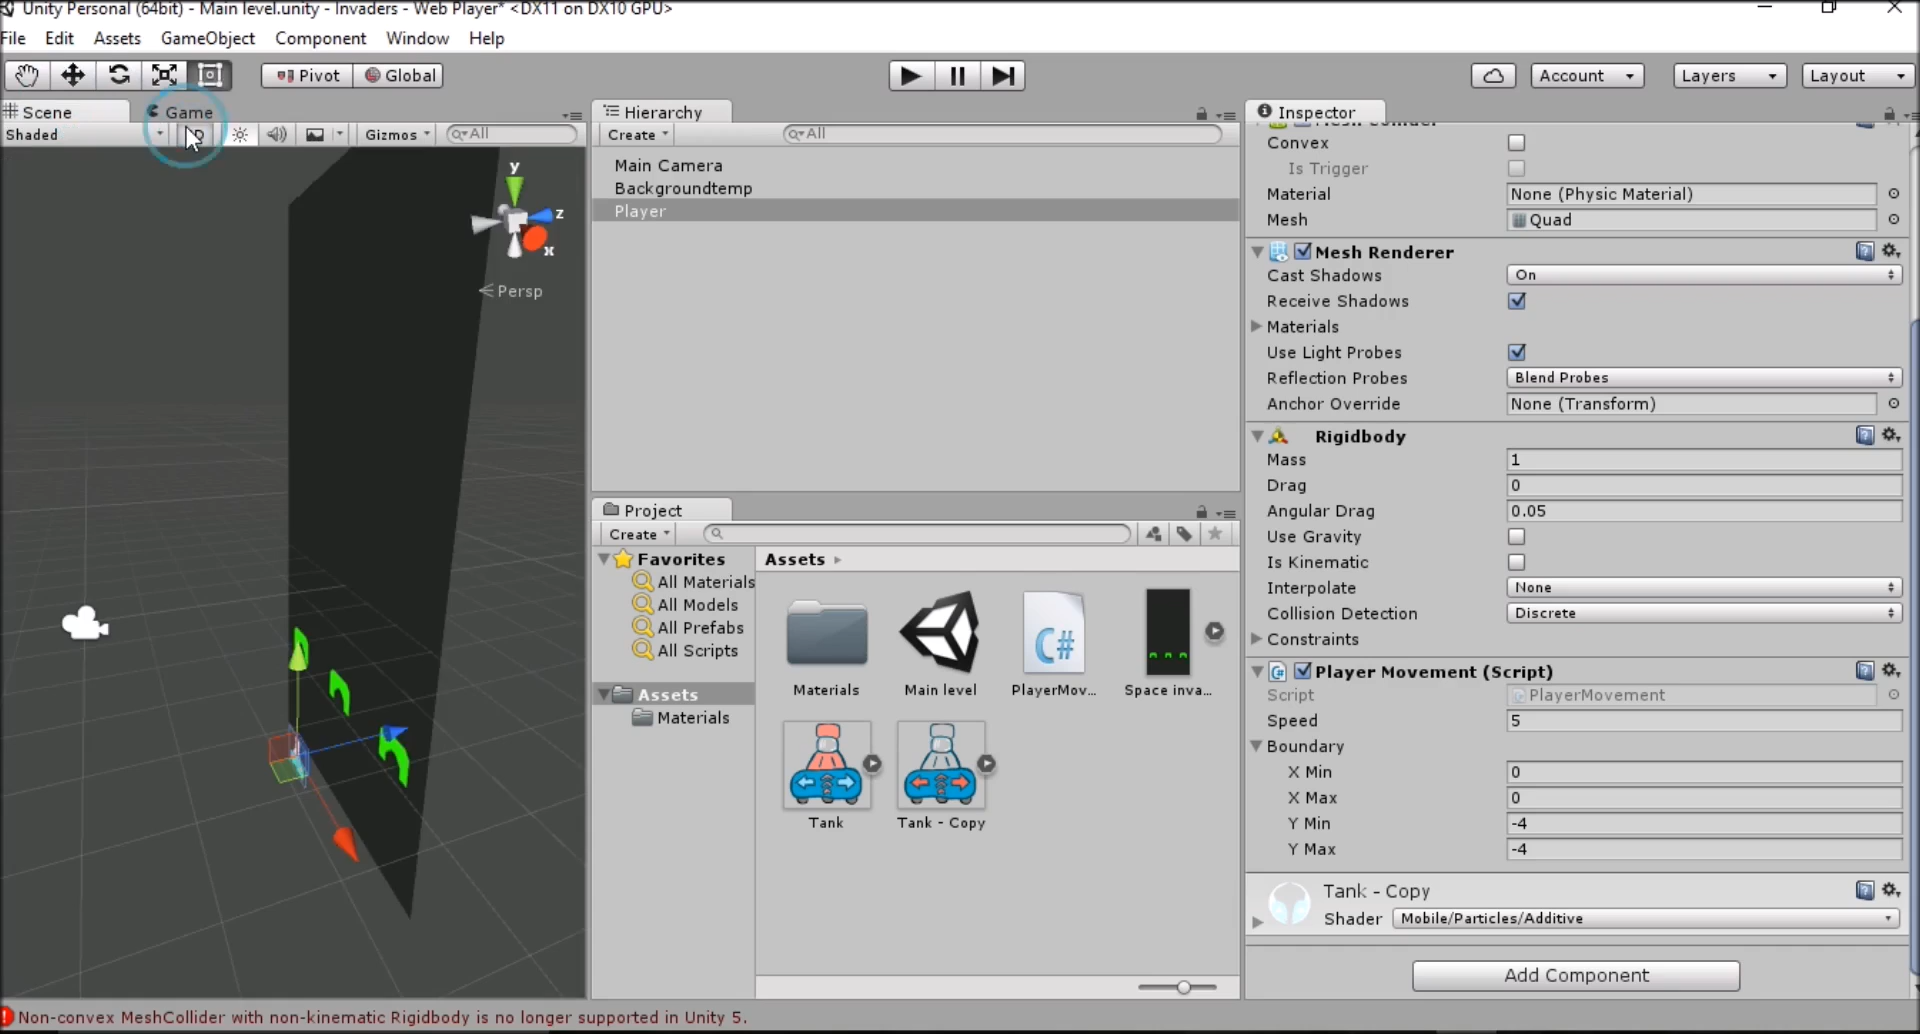 Unity Personal (64bit) - Main level.unity - Invaders - Web Player* <DX11 on DX10 GPU>
File Edit Assets GameObject Component Window Help
Pivot Global Account Layers Layout
Scene Game
Shaded Gizmos All
y
z
x
Persp
Hierarchy
Create All
Main Camera
Backgroundtemp
Player
Project
Create
Favorites
All Materials
All Models
All Prefabs
All Scripts
Assets
Materials
Assets
Materials Main level PlayerMov... Space inva...
C#
Tank Tank - Copy
Inspector
Convex
Is Trigger
Material None (Physic Material)
Mesh Quad
Mesh Renderer
Cast Shadows On
Receive Shadows
Materials
Use Light Probes
Reflection Probes Blend Probes
Anchor Override None (Transform)
Rigidbody
Mass 1
Drag 0
Angular Drag 0.05
Use Gravity
Is Kinematic
Interpolate None
Collision Detection Discrete
Constraints
Player Movement (Script)
Script PlayerMovement
Speed 5
Boundary
X Min 0
X Max 0
Y Min -4
Y Max -4
Tank - Copy
Shader Mobile/Particles/Additive
Add Component
Non-convex MeshCollider with non-kinematic Rigidbody is no longer supported in Unity 5.